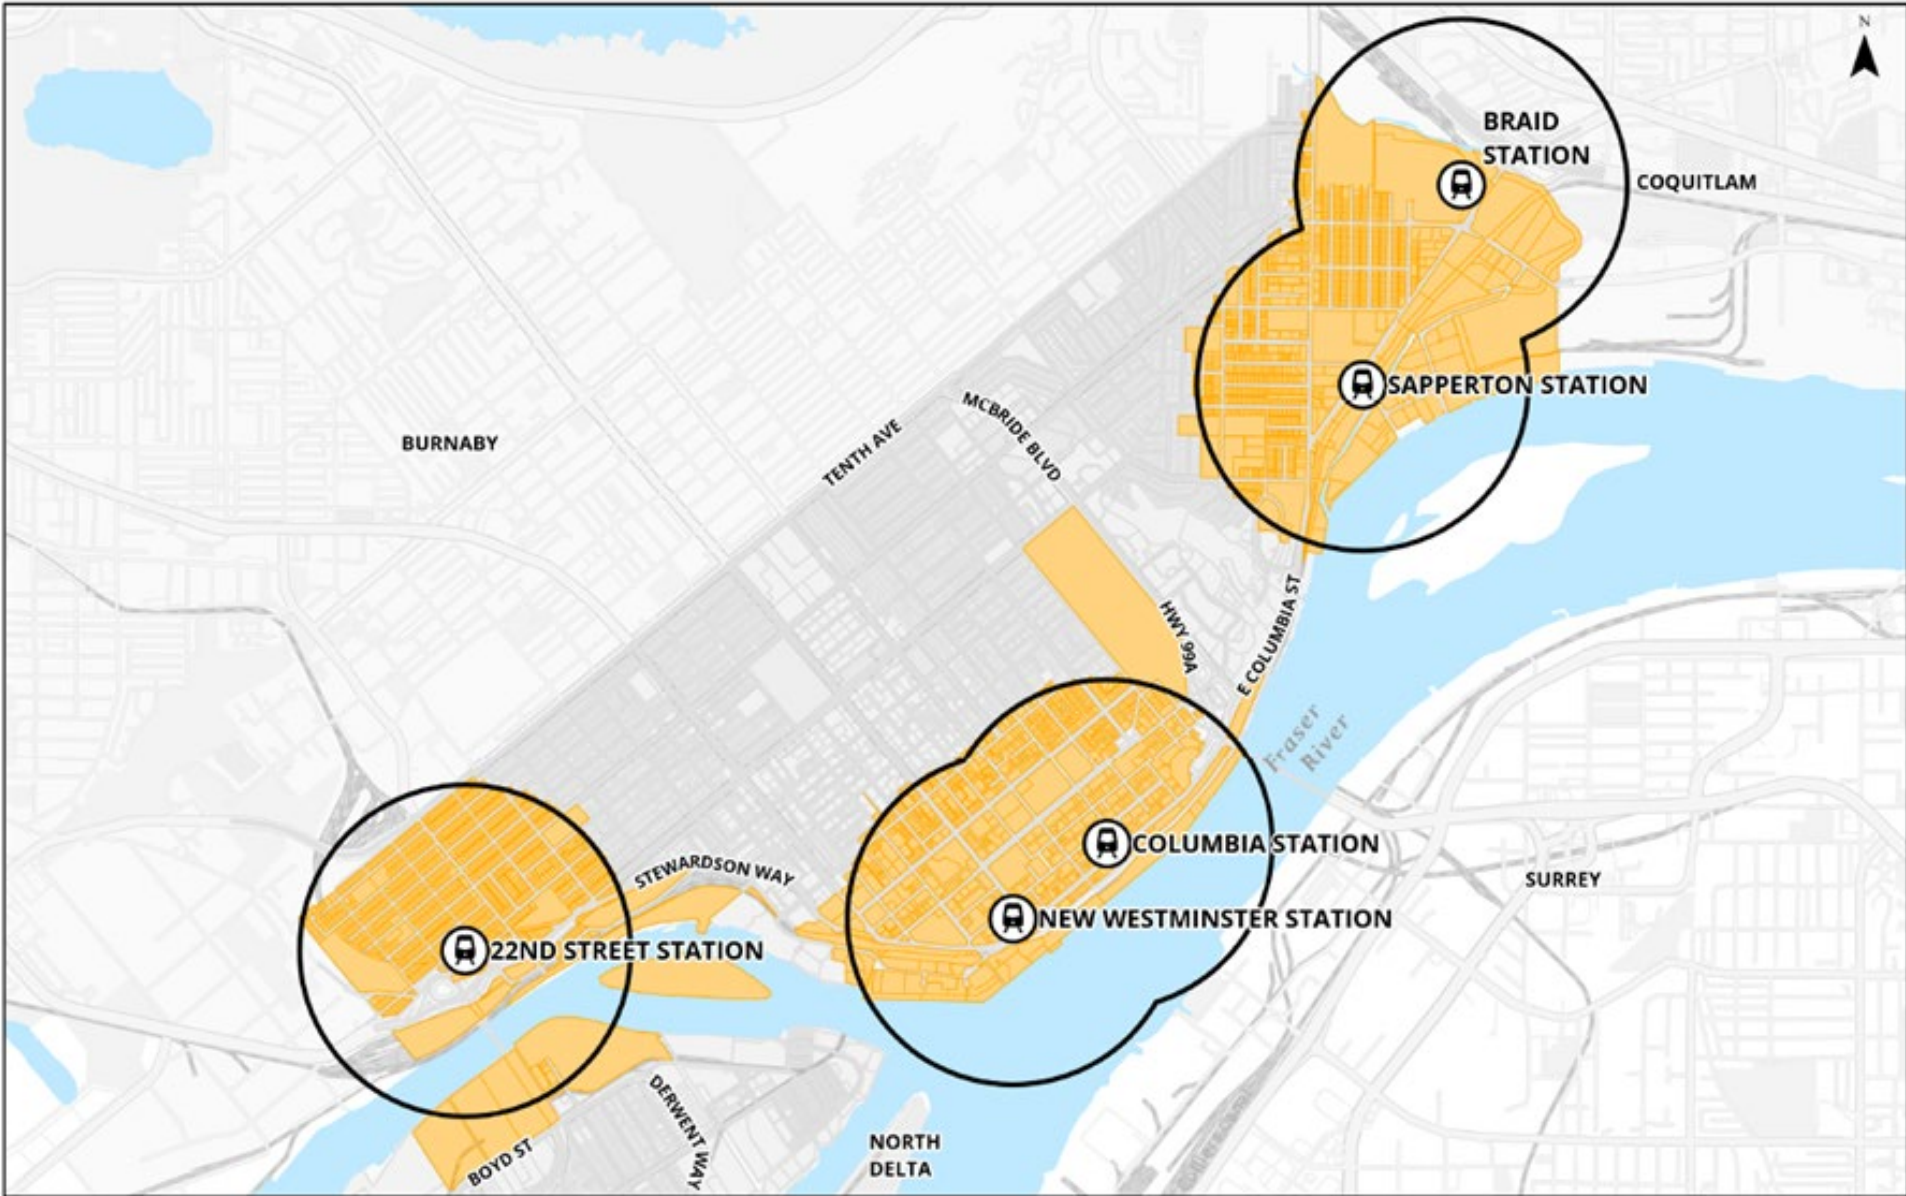 N
BRAID
STATION
COQUITLAM
SAPPERTON STATION
MCBRIDE BLVD
TENTH AVE
BURNABY
HWY 99A
E COLUMBIA ST
Fraser
River
COLUMBIA STATION
STEWARDSON WAY
SURREY
NEW WESTMINSTER STATION
22ND STREET STATION
DERWENT WAY
NORTH
DELTA
BOYD ST